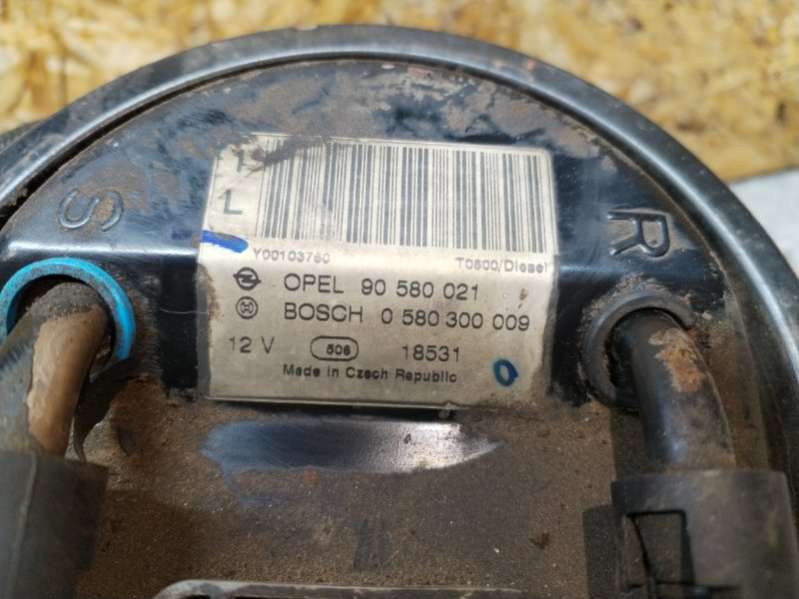 1
L
S
R
Y00103760 T0600/Diesel
OPEL 90 580 021
BOSCH 0 580 300 009
12 V 506 18531
Made in Czech Republic